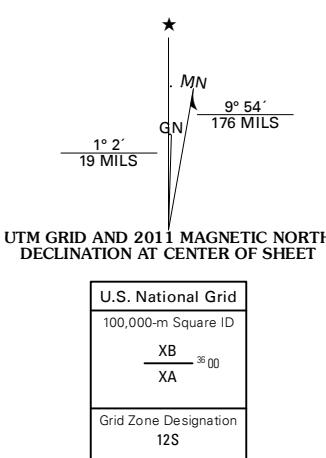 ★
MN
GN
9° 54´
176 MILS
1° 2´
19 MILS
UTM GRID AND 2011 MAGNETIC NORTH
DECLINATION AT CENTER OF SHEET
U.S. National Grid
100,000-m Square ID
XB
36 00
XA
Grid Zone Designation
12S